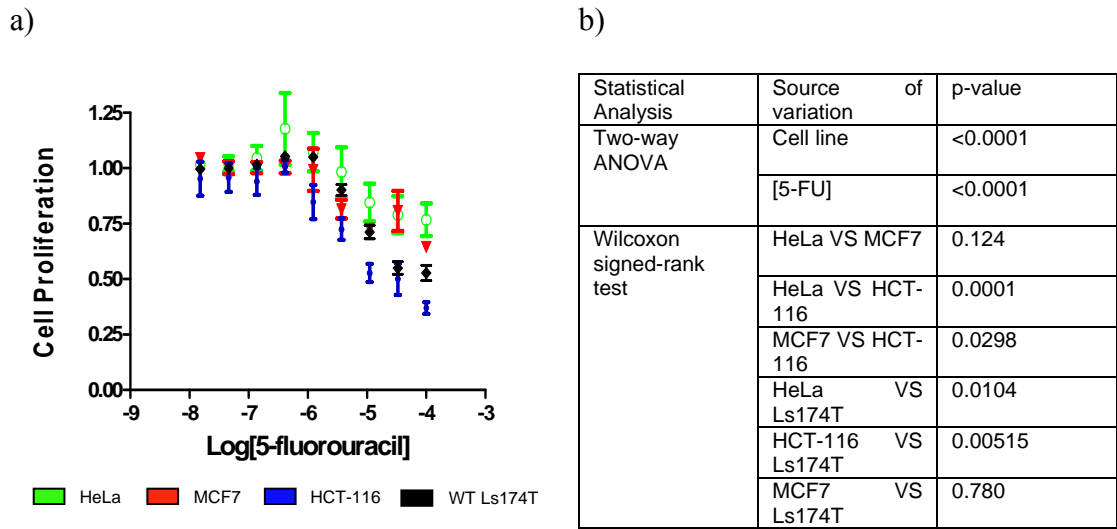 a)
b)
1.25
1.00
0.75
0.50
0.25
0.00
Cell Proliferation
-9 -8 -7 -6 -5 -4 -3
Log[5-fluorouracil]
HeLa MCF7 HCT-116 WT Ls174T
Statistical Source of p-value
Analysis variation
Two-way Cell line <0.0001
ANOVA
[5-FU] <0.0001
Wilcoxon HeLa VS MCF7 0.124
signed-rank
test
HeLa VS HCT- 0.0001
116
MCF7 VS HCT- 0.0298
116
HeLa VS 0.0104
Ls174T
HCT-116 VS 0.00515
Ls174T
MCF7 VS 0.780
Ls174T